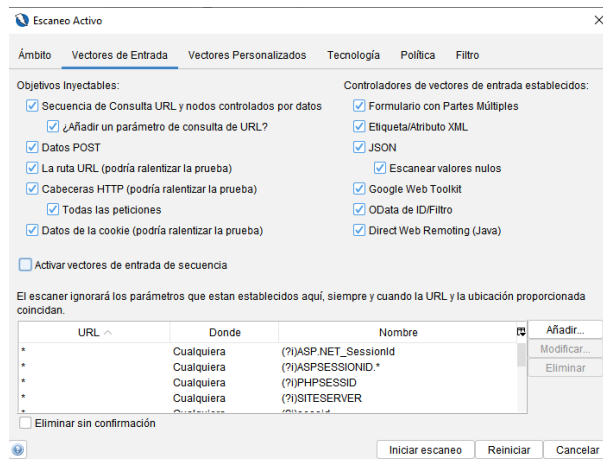 Escaneo Activo
Ámbito Vectores de Entrada Vectores Personalizados Tecnología Política Filtro
Objetivos Inyectables:
Secuencia de Consulta URL y nodos controlados por datos
¿Añadir un parámetro de consulta de URL?
Datos POST
La ruta URL (podría ralentizar la prueba)
Cabeceras HTTP (podría ralentizar la prueba)
Todas las peticiones
Datos de la cookie (podría ralentizar la prueba)
Controladores de vectores de entrada establecidos:
Formulario con Partes Múltiples
Etiqueta/Atributo XML
JSON
Escanear valores nulos
Google Web Toolkit
OData de ID/Filtro
Direct Web Remoting (Java)
Activar vectores de entrada de secuencia
El escaner ignorará los parámetros que estan establecidos aquí, siempre y cuando la URL y la ubicación proporcionada
coincidan.
URL Donde Nombre
* Cualquiera (?i)ASP.NET_SessionId
* Cualquiera (?i)ASPSESSIONID.*
* Cualquiera (?i)PHPSESSID
* Cualquiera (?i)SITESERVER
Añadir...
Modificar...
Eliminar
Eliminar sin confirmación
Iniciar escaneo Reiniciar Cancelar